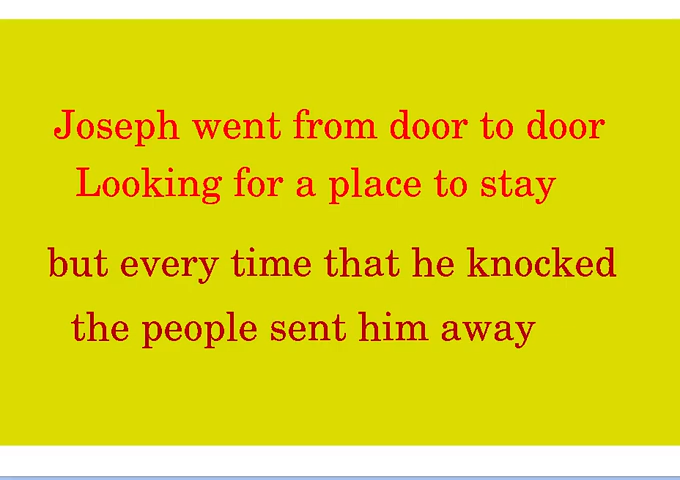 Joseph went from door to door
Looking for a place to stay
but every time that he knocked
the people sent him away